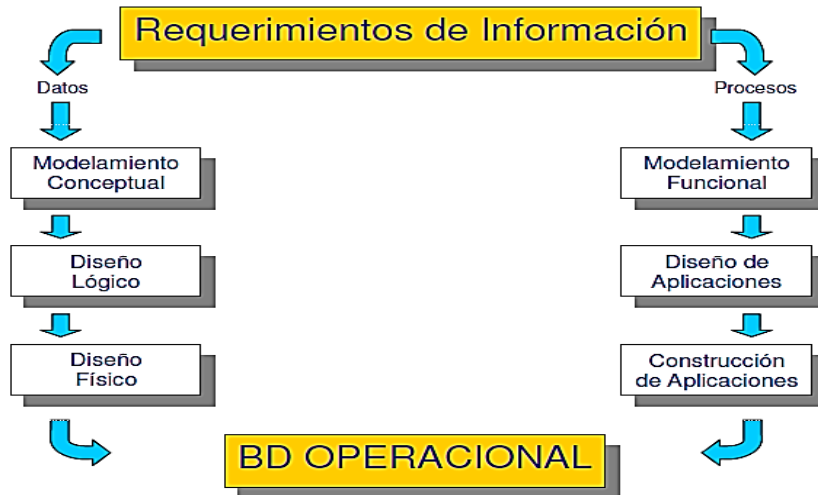 Requerimientos de Información
Datos
Procesos
Modelamiento
Conceptual
Modelamiento
Funcional
Diseño
Lógico
Diseño de
Aplicaciones
Diseño
Físico
Construcción
de Aplicaciones
BD OPERACIONAL